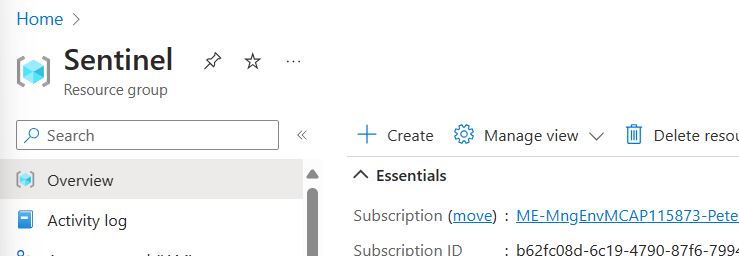 Home
Sentinel
Resource group
Search
Create
Manage view
Delete
Overview
Essentials
Activity log
Subscription (move) : ME-MngEnvMCAP115873-Pete
Subscription ID : b62fc08d-6c19-4790-87f6-7994